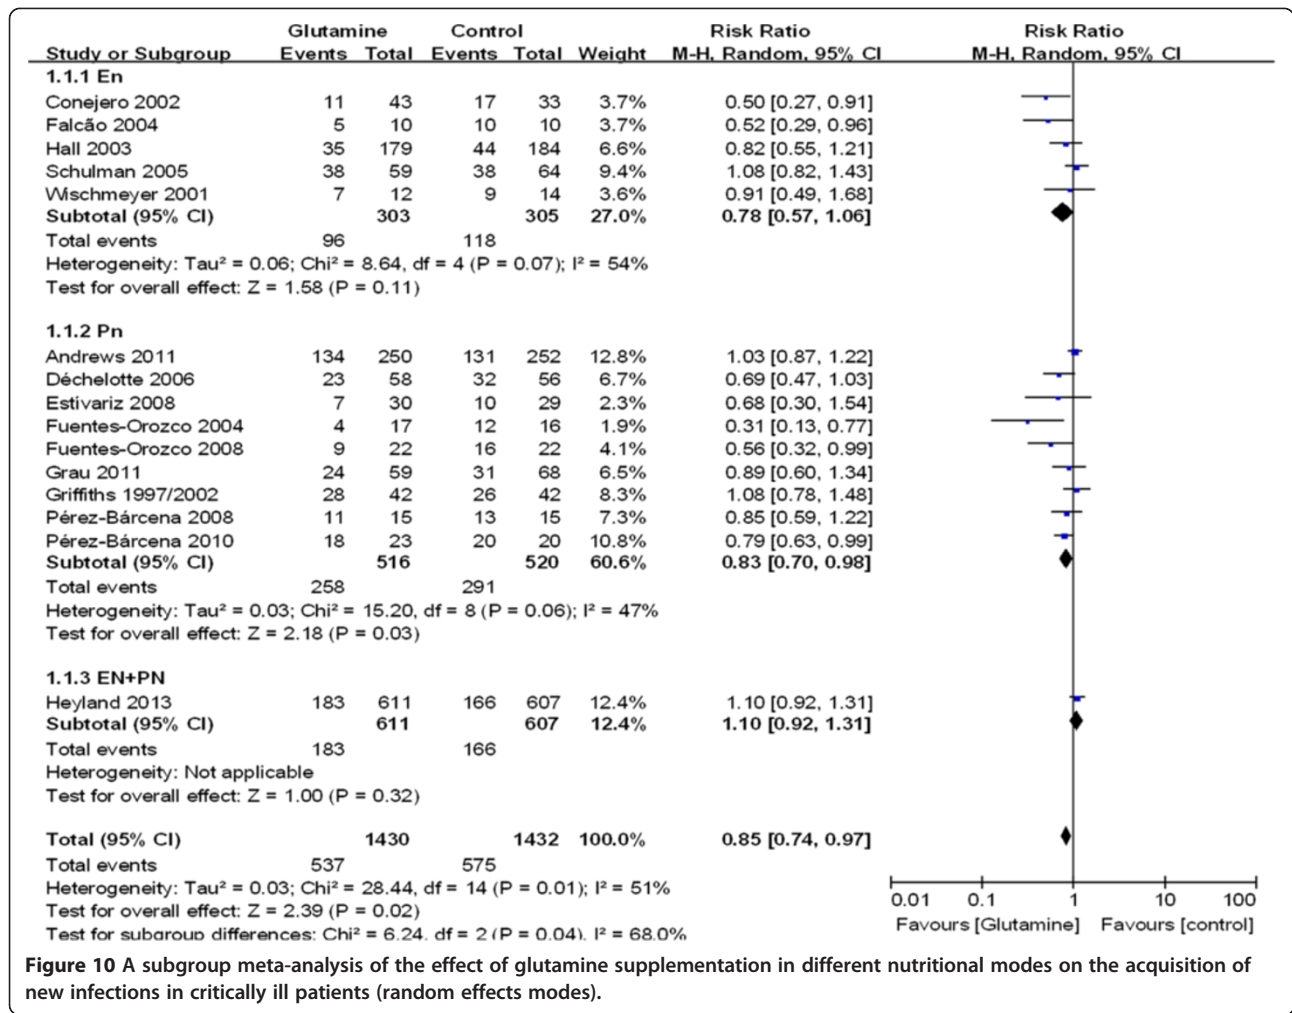 Glutamine Control Risk Ratio Risk Ratio
Study or Subgroup Events Total Events Total Weight M-H, Random, 95% CI M-H, Random, 95% CI
1.1.1 En
Conejero 2002 11 43 17 33 3.7% 0.50 [0.27, 0.91]
Falcão 2004 5 10 10 10 3.7% 0.52 [0.29, 0.96]
Hall 2003 35 179 44 184 6.6% 0.82 [0.55, 1.21]
Schulman 2005 38 59 38 64 9.4% 1.08 [0.82, 1.43]
Wischmeyer 2001 7 12 9 14 3.6% 0.91 [0.49, 1.68]
Subtotal (95% CI) 303 305 27.0% 0.78 [0.57, 1.06]
Total events 96 118
Heterogeneity: Tau² = 0.06; Chi² = 8.64, df = 4 (P = 0.07); I² = 54%
Test for overall effect: Z = 1.58 (P = 0.11)
1.1.2 Pn
Andrews 2011 134 250 131 252 12.8% 1.03 [0.87, 1.22]
Déchelotte 2006 23 58 32 56 6.7% 0.69 [0.47, 1.03]
Estívariz 2008 7 30 10 29 2.3% 0.68 [0.30, 1.54]
Fuentes-Orozco 2004 4 17 12 16 1.9% 0.31 [0.13, 0.77]
Fuentes-Orozco 2008 9 22 16 22 4.1% 0.56 [0.32, 0.99]
Grau 2011 24 59 31 68 6.5% 0.89 [0.60, 1.34]
Griffiths 1997/2002 28 42 26 42 8.3% 1.08 [0.78, 1.48]
Pérez-Bárcena 2008 11 15 13 15 7.3% 0.85 [0.59, 1.22]
Pérez-Bárcena 2010 18 23 20 20 10.8% 0.79 [0.63, 0.99]
Subtotal (95% CI) 516 520 60.6% 0.83 [0.70, 0.98]
Total events 258 291
Heterogeneity: Tau² = 0.03; Chi² = 15.20, df = 8 (P = 0.06); I² = 47%
Test for overall effect: Z = 2.18 (P = 0.03)
1.1.3 EN+PN
Heyland 2013 183 611 166 607 12.4% 1.10 [0.92, 1.31]
Subtotal (95% CI) 611 607 12.4% 1.10 [0.92, 1.31]
Total events 183 166
Heterogeneity: Not applicable
Test for overall effect: Z = 1.00 (P = 0.32)
Total (95% CI) 1430 1432 100.0% 0.85 [0.74, 0.97]
Total events 537 575
Heterogeneity: Tau² = 0.03; Chi² = 28.44, df = 14 (P = 0.01); I² = 51%
Test for overall effect: Z = 2.39 (P = 0.02)
Test for subgroup differences: Chi² = 6.24, df = 2 (P = 0.04), I² = 68.0%
0.01 0.1 1 10 100
Favours [Glutamine] Favours [control]
Figure 10 A subgroup meta-analysis of the effect of glutamine supplementation in different nutritional modes on the acquisition of
new infections in critically ill patients (random effects modes).